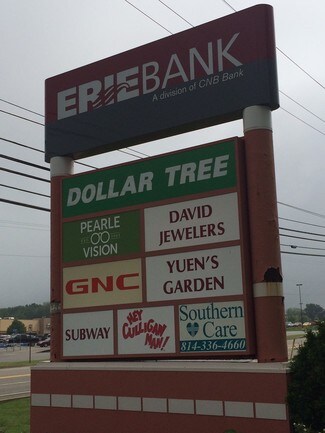 ERIEBANK
A division of CNB Bank
DOLLAR TREE
PEARLE
VISION
DAVID
JEWELERS
GNC
YUEN'S
GARDEN
SUBWAY
HEY
CULLIGAN
MAN!
Southern
Care
814-336-4660